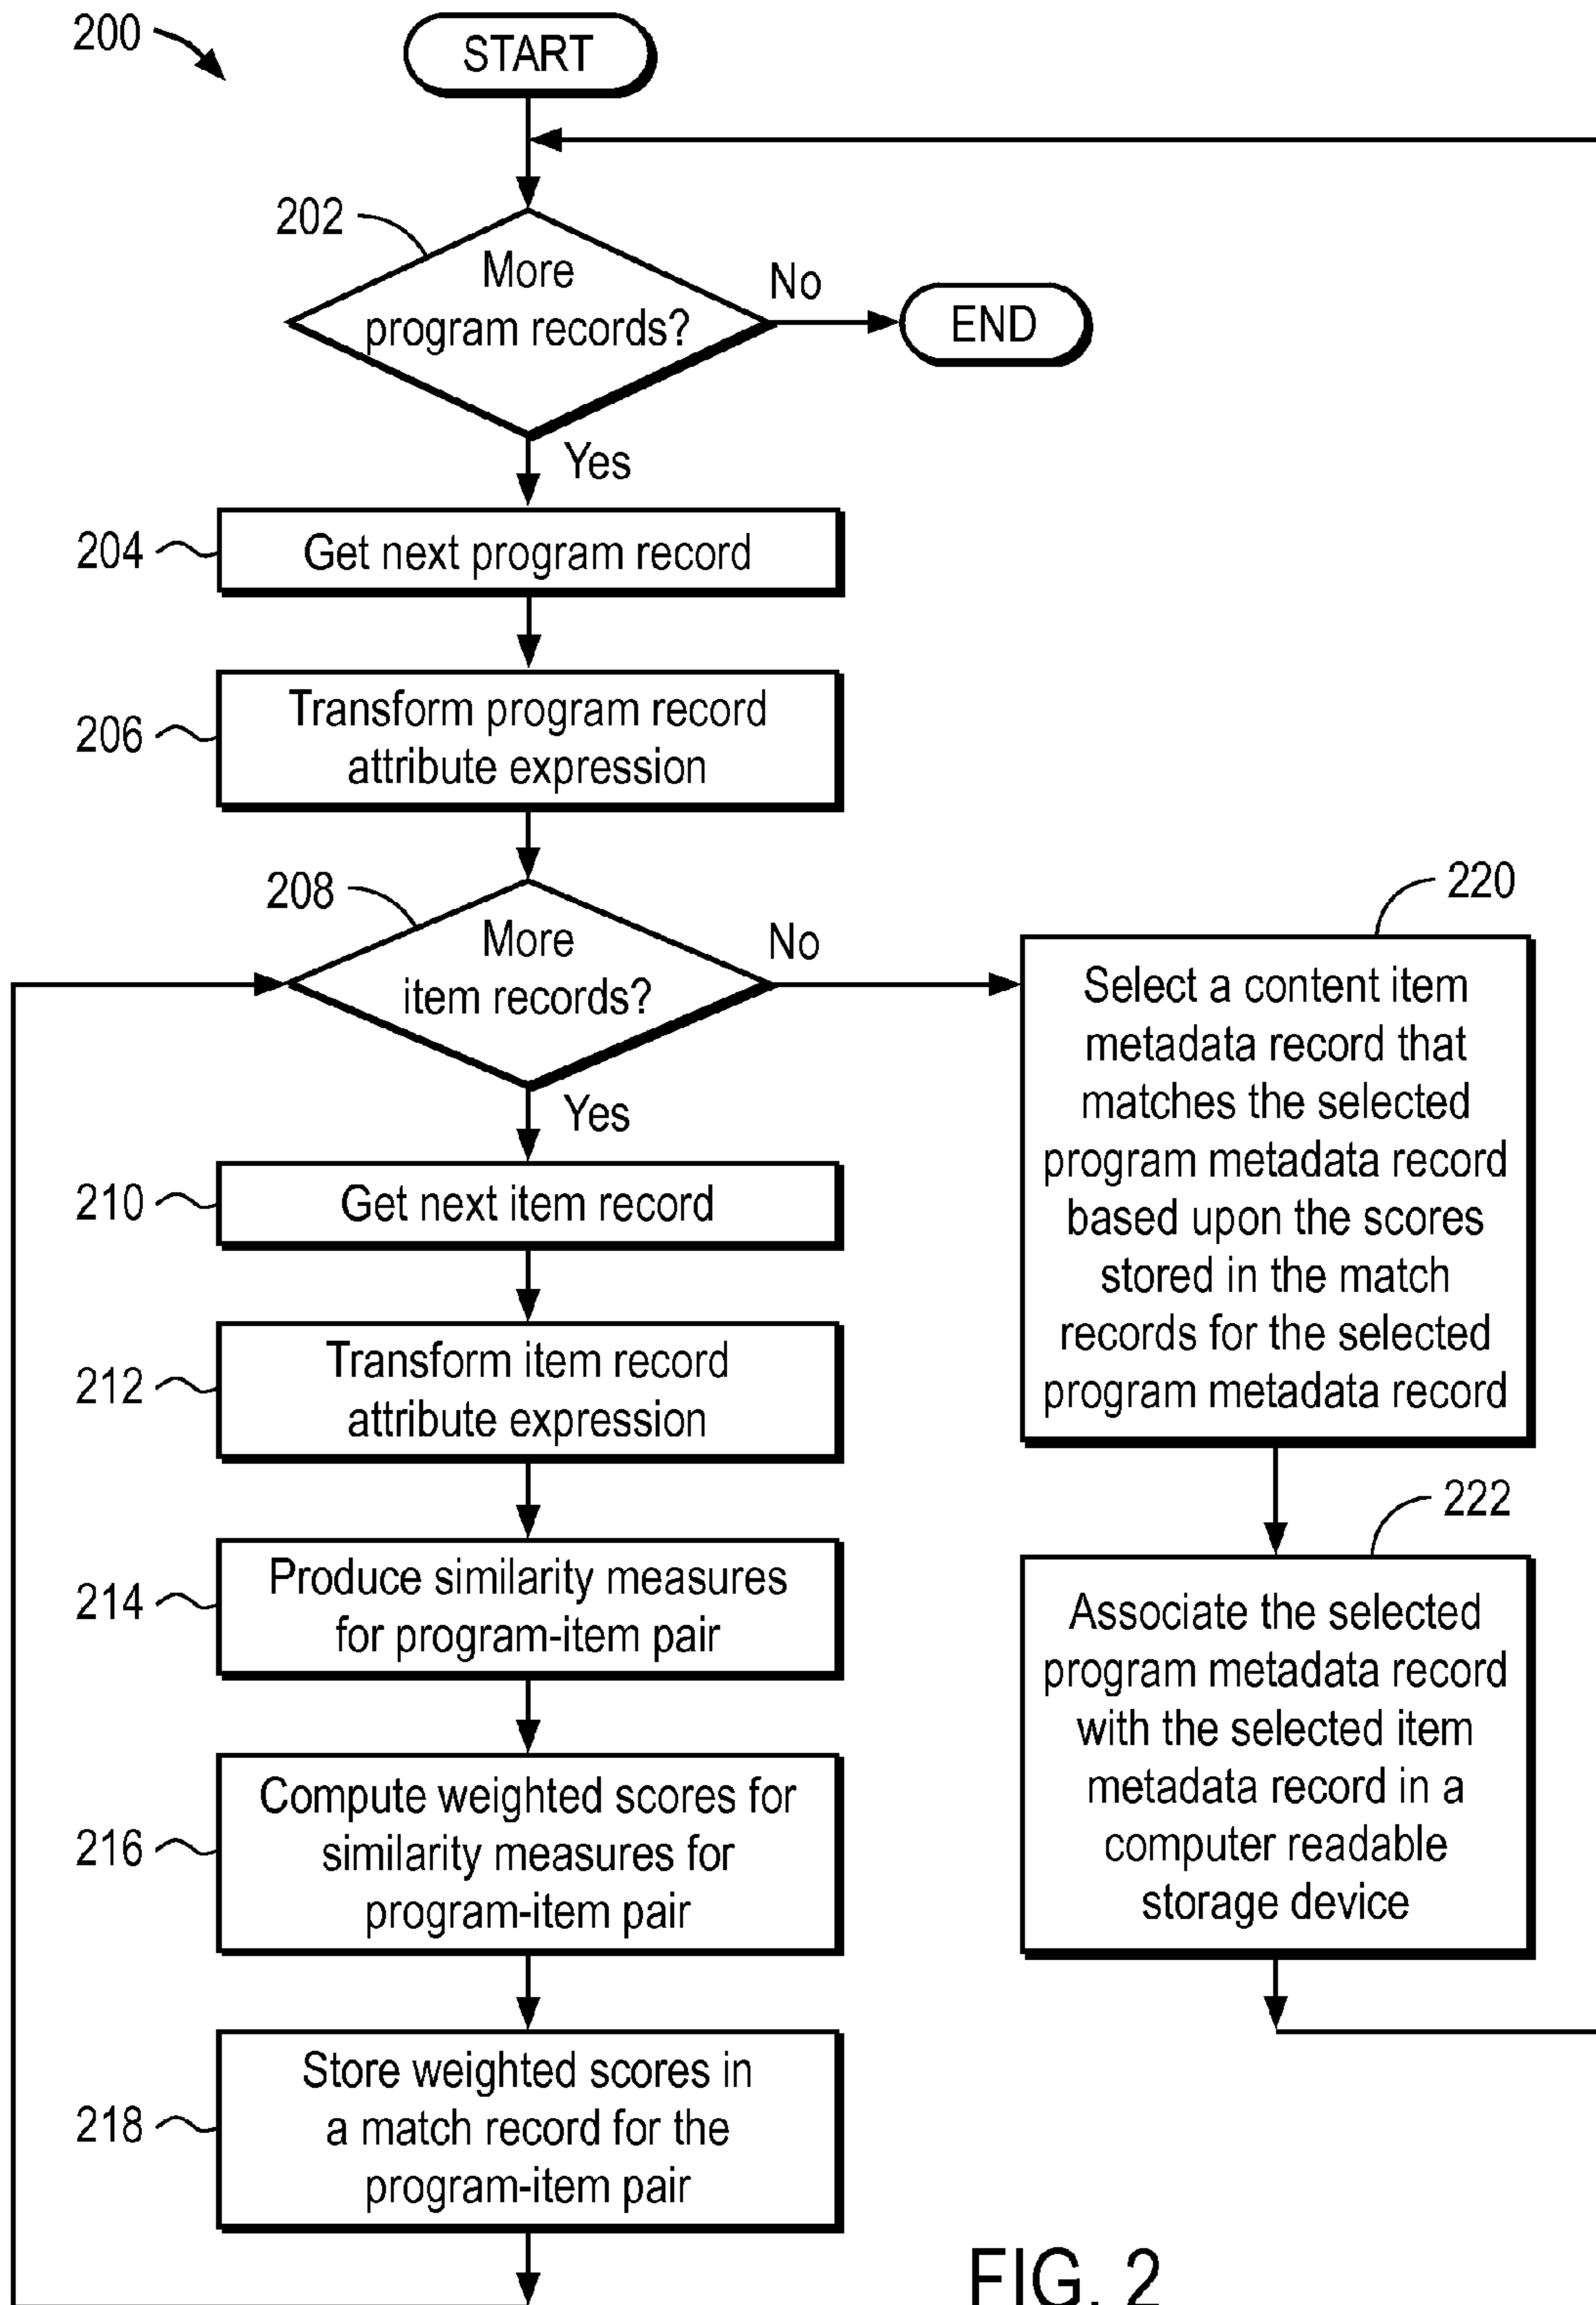 200
START
202
More
program records?
No
END
Yes
204
Get next program record
206
Transform program record
attribute expression
208
More
item records?
No
Yes
210
Get next item record
212
Transform item record
attribute expression
214
Produce similarity measures
for program-item pair
216
Compute weighted scores for
similarity measures for
program-item pair
218
Store weighted scores in
a match record for the
program-item pair
220
Select a content item
metadata record that
matches the selected
program metadata record
based upon the scores
stored in the match
records for the selected
program metadata record
222
Associate the selected
program metadata record
with the selected item
metadata record in a
computer readable
storage device
FIG. 2